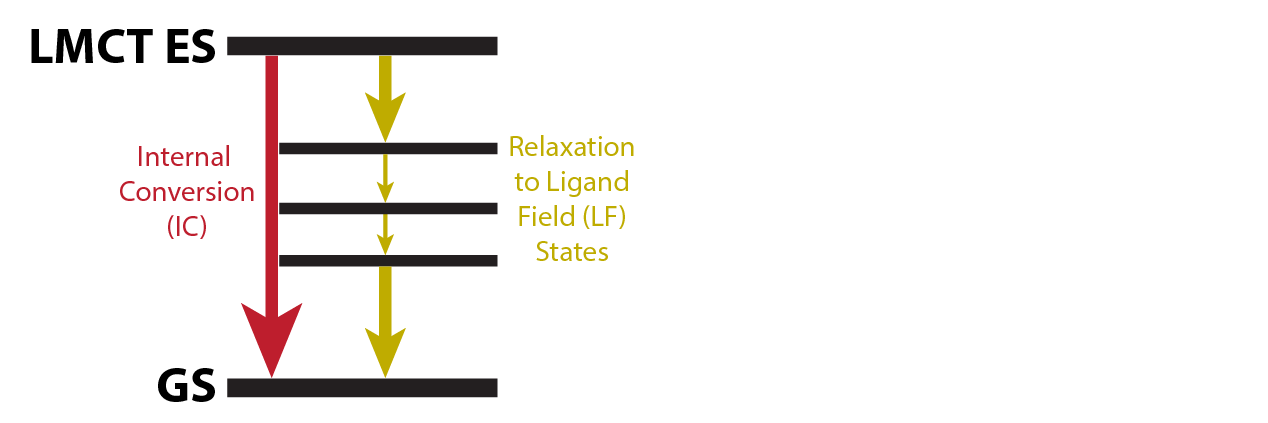 LMCT ES
Internal
Conversion
(IC)
Relaxation
to Ligand
Field (LF)
States
GS